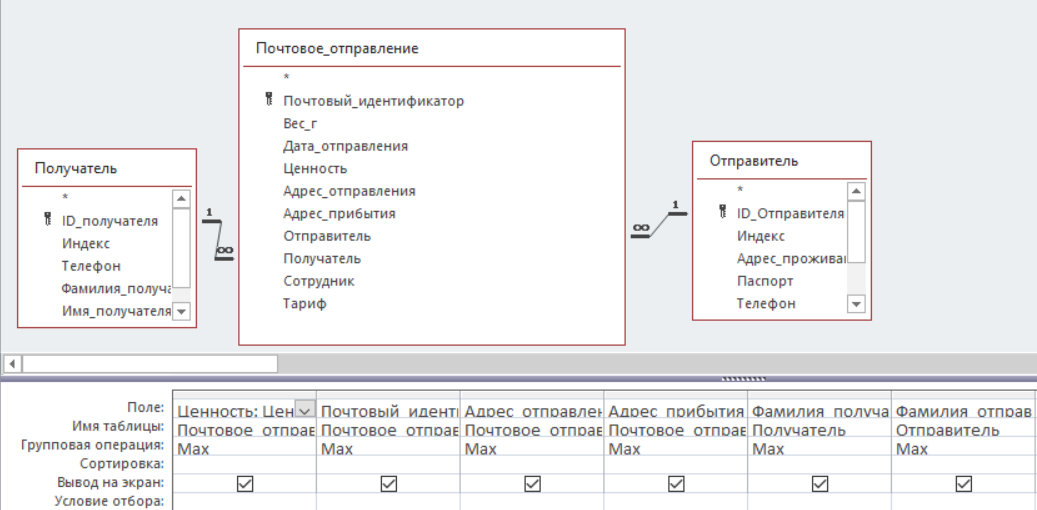 Почтовое_отправление
*
Почтовый_идентификатор
Вес_г
Дата_отправления
Ценность
Адрес_отправления
Адрес_прибытия
Отправитель
Получатель
Сотрудник
Тариф
Получатель
*
ID_получателя
Индекс
Телефон
Фамилия_получа
Имя_получателя
1
∞
Отправитель
*
ID_Отправителя
Индекс
Адрес_прожива
Паспорт
Телефон
∞
1
Поле: Ценность: Цен Почтовый_иденти Адрес_отправлен Адрес_прибытия Фамилия_получа Фамилия_отправ
Имя таблицы: Почтовое_отправ Почтовое_отправ Почтовое_отправ Почтовое_отправ Получатель Отправитель
Групповая операция: Max Max Max Max Max Max
Сортировка:
Вывод на экран:
Условие отбора: